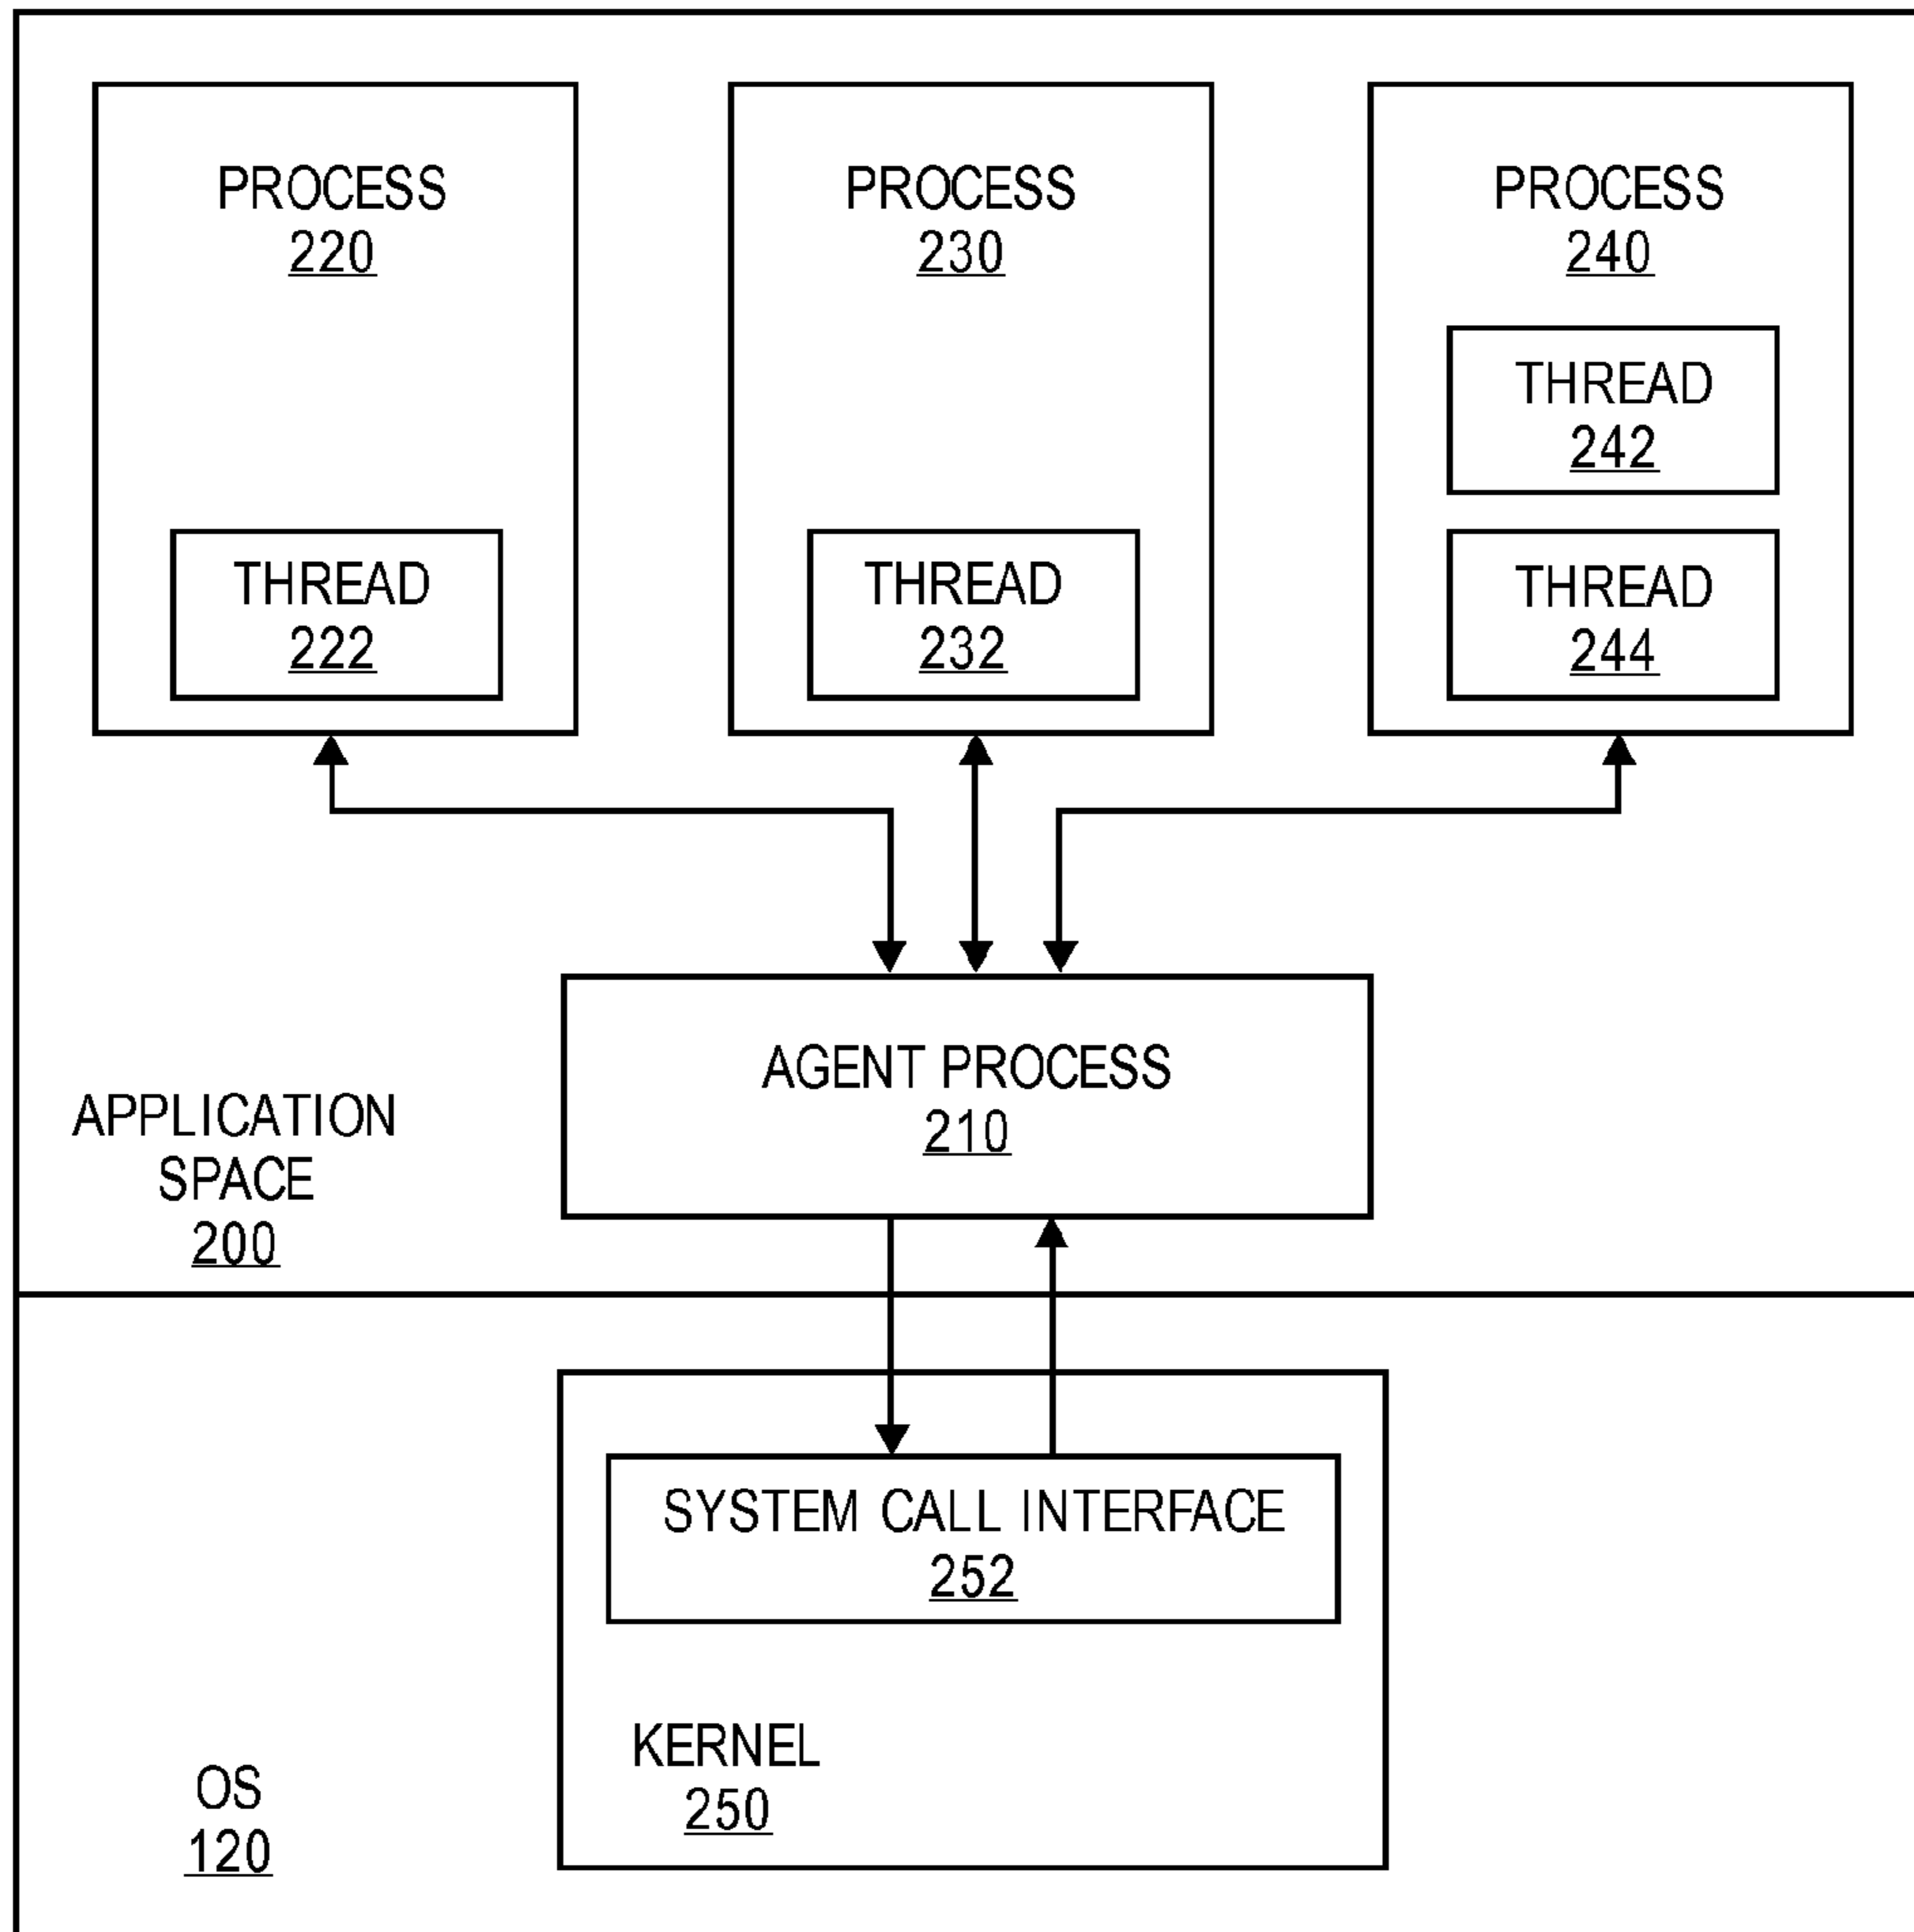 PROCESS
220
THREAD
222
PROCESS
230
THREAD
232
PROCESS
240
THREAD
242
THREAD
244
AGENT PROCESS
210
APPLICATION
SPACE
200
SYSTEM CALL INTERFACE
252
KERNEL
250
OS
120